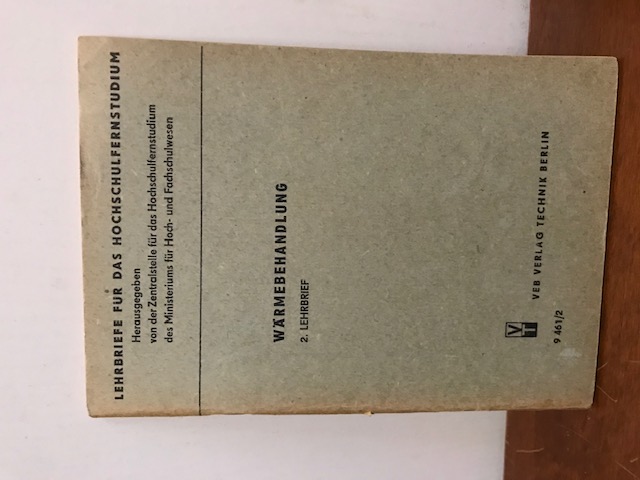 LEHRBRIEFE FÜR DAS HOCHSCHULFERNSTUDIUM
Herausgegeben
von der Zentralstelle für das Hochschulfernstudium
des Ministeriums für Hoch- und Fachschulwesen
WÄRMEBEHANDLUNG
2. LEHRBRIEF
VT
VEB VERLAG TECHNIK BERLIN
9 461/2